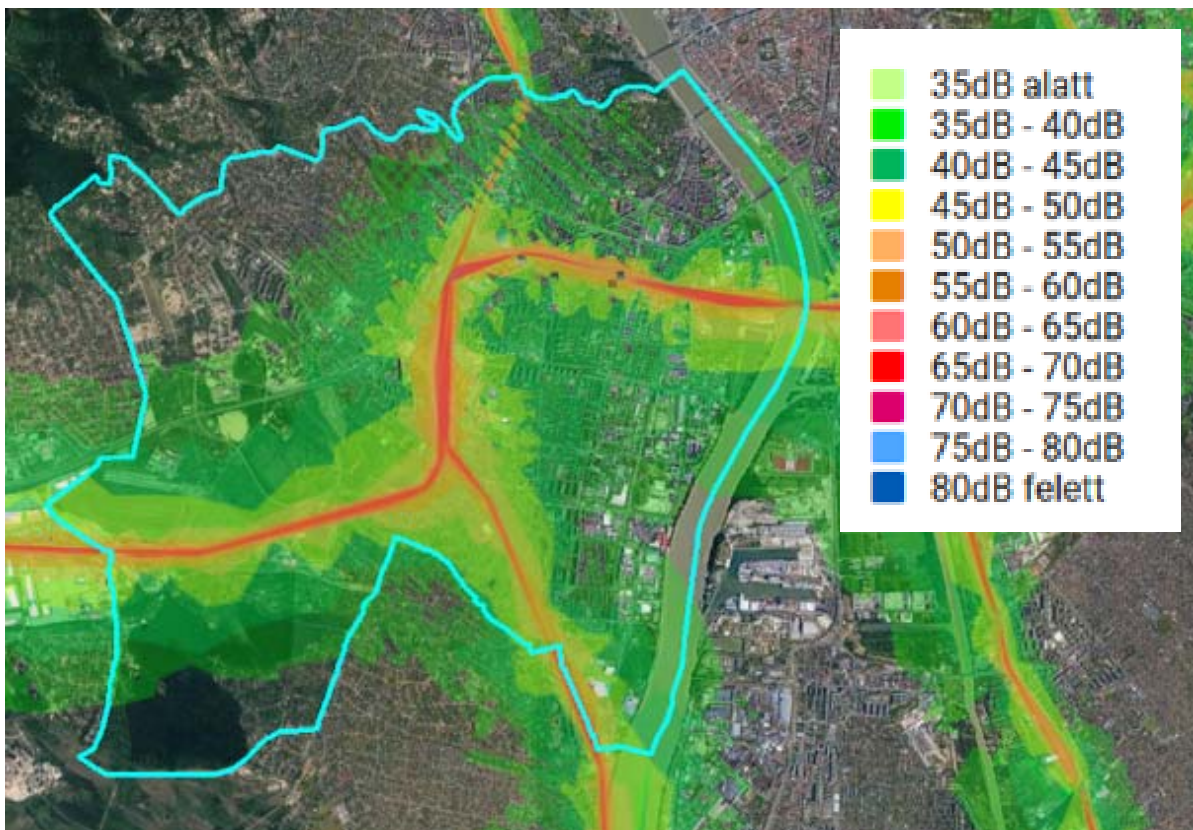 35dB alatt
35dB - 40dB
40dB - 45dB
45dB - 50dB
50dB - 55dB
55dB - 60dB
60dB - 65dB
65dB - 70dB
70dB - 75dB
75dB - 80dB
80dB felett